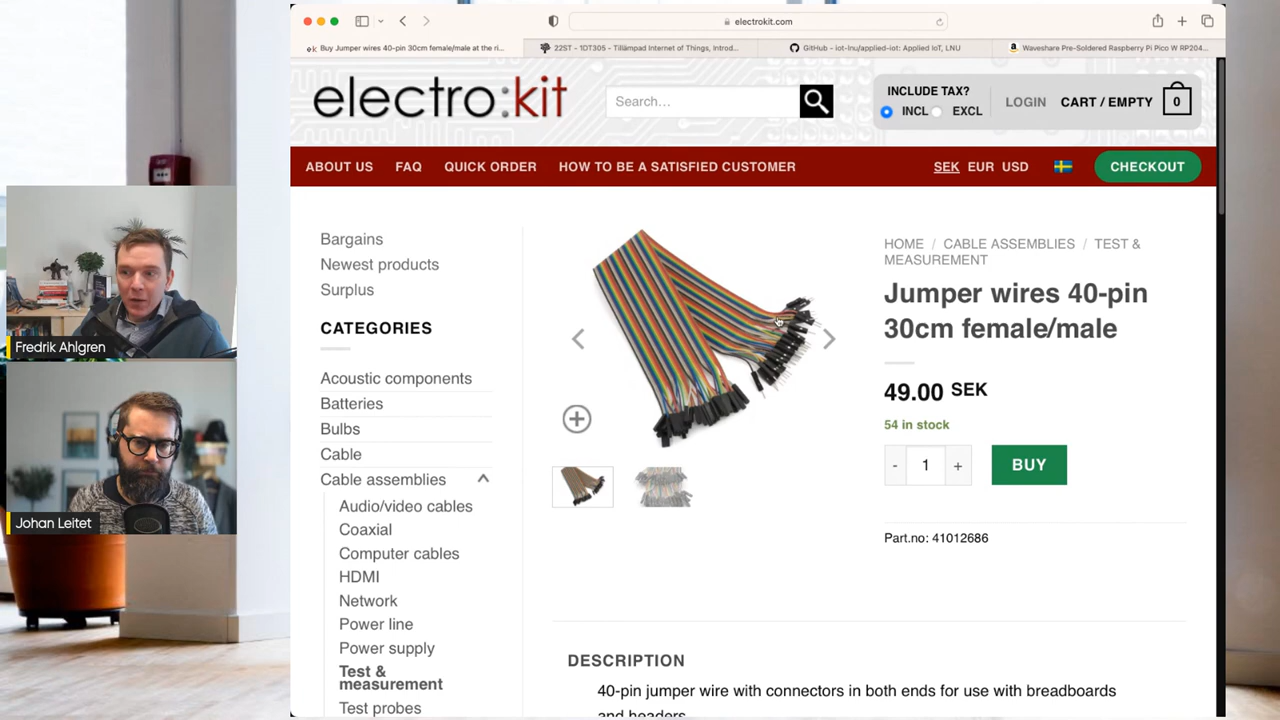 electrokit.com
Buy Jumper wires 40-pin 30cm female/male at the ri...
22ST - 1DT305 - Tillämpad Internet of Things, Introd...
GitHub - iot-lnu/applied-iot: Applied IoT, LNU
Waveshare Pre-Soldered Raspberry Pi Pico W RP204...
electro:kit
Search...
INCLUDE TAX?
INCL EXCL
LOGIN
CART / EMPTY
0
ABOUT US
FAQ
QUICK ORDER
HOW TO BE A SATISFIED CUSTOMER
SEK EUR USD
CHECKOUT
Bargains
Newest products
Surplus
CATEGORIES
Acoustic components
Batteries
Bulbs
Cable
Cable assemblies
Audio/video cables
Coaxial
Computer cables
HDMI
Network
Power line
Power supply
Test &
measurement
Test probes
HOME / CABLE ASSEMBLIES / TEST &
MEASUREMENT
Jumper wires 40-pin
30cm female/male
49.00 SEK
54 in stock
- 1 +
BUY
Part.no: 41012686
DESCRIPTION
40-pin jumper wire with connectors in both ends for use with breadboards
and headers
Fredrik Ahlgren
Johan Leitet